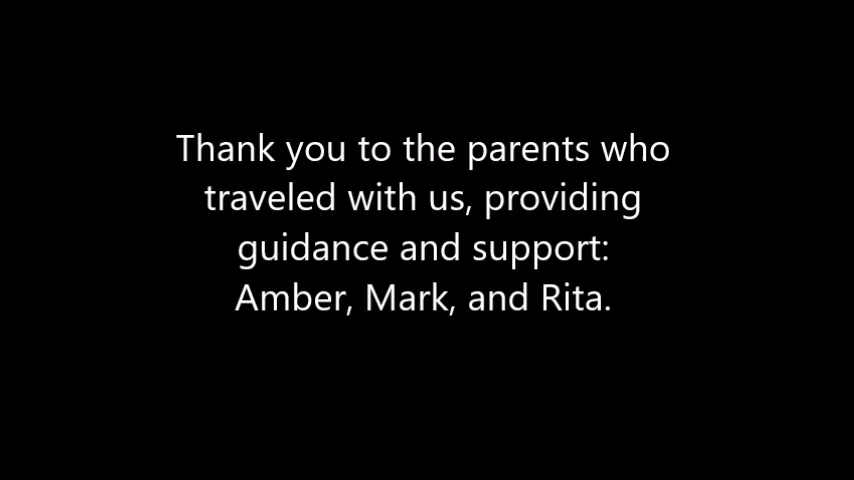 Thank you to the parents who
traveled with us, providing
guidance and support:
Amber, Mark, and Rita.